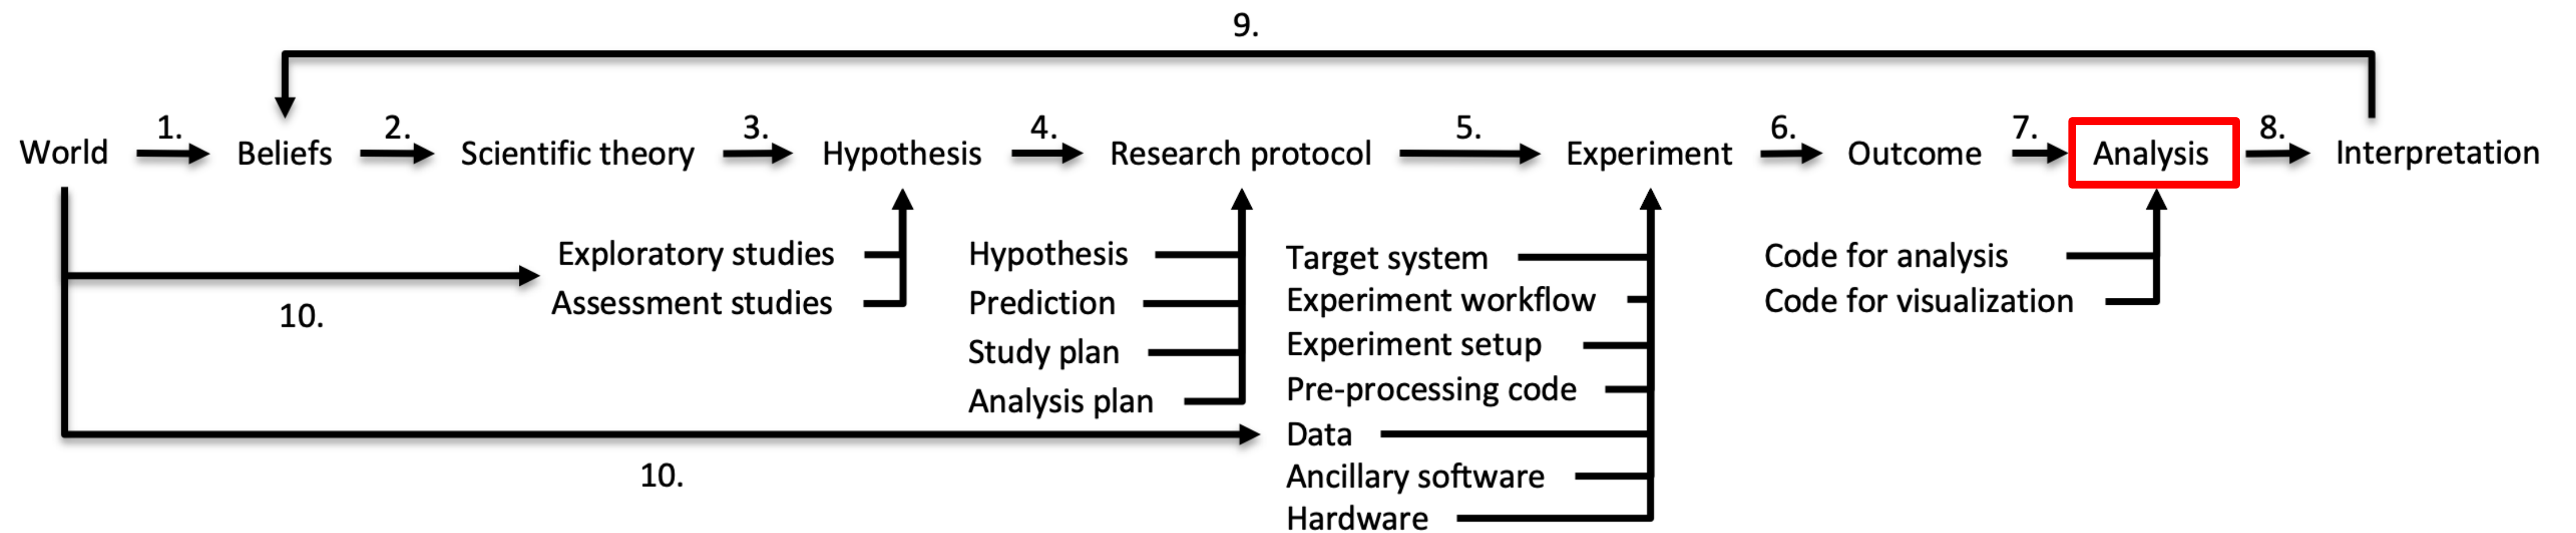 9.
1. 2. 3. 4. 5. 6. 7. 8.
World Beliefs Scientific theory Hypothesis Research protocol Experiment Outcome Analysis Interpretation
Exploratory studies
Assessment studies
10.
Hypothesis
Prediction
Study plan
Analysis plan
10.
Target system
Experiment workflow
Experiment setup
Pre-processing code
Data
Ancillary software
Hardware
Code for analysis
Code for visualization